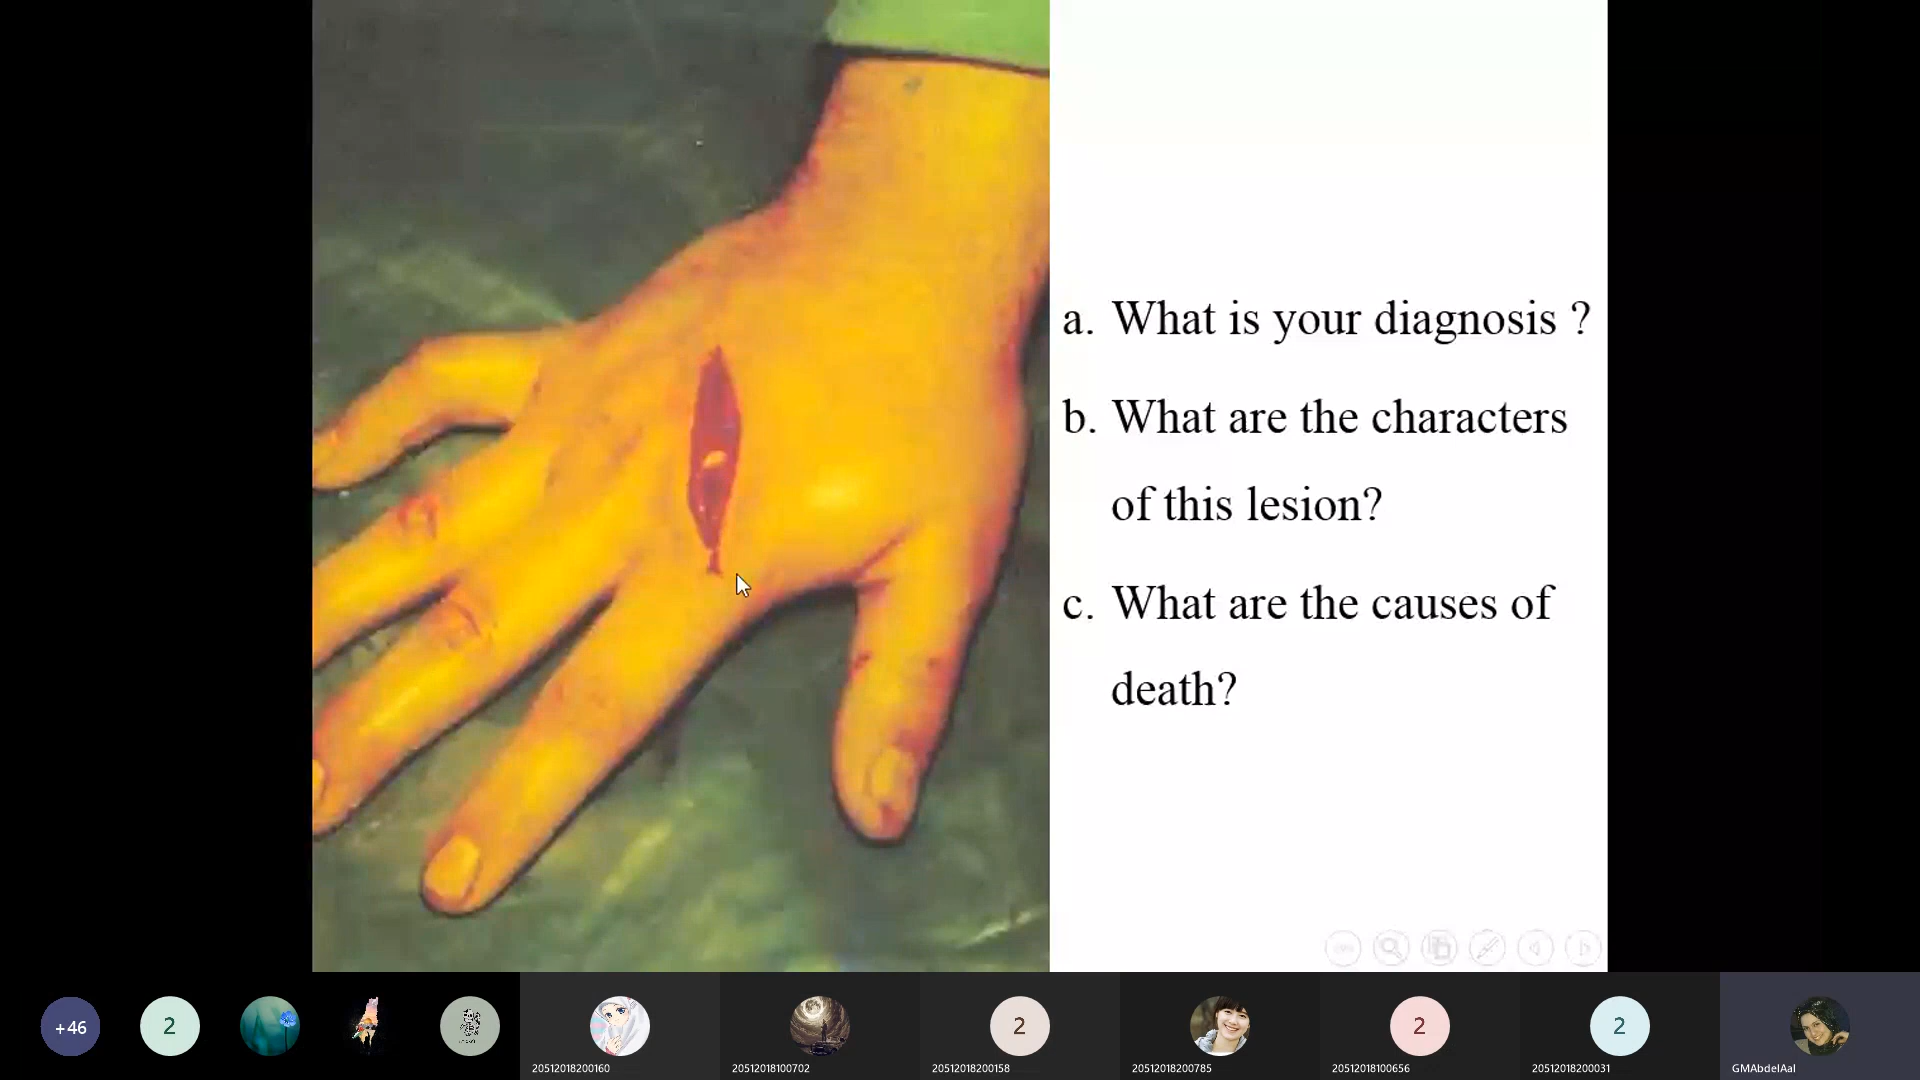 a. What is your diagnosis ?
b. What are the characters
of this lesion?
c. What are the causes of
death?
+46
2
2
2
2
20512018200160
20512018100702
20512018200158
20512018200785
20512018100656
20512018200031
GMAbdelAal